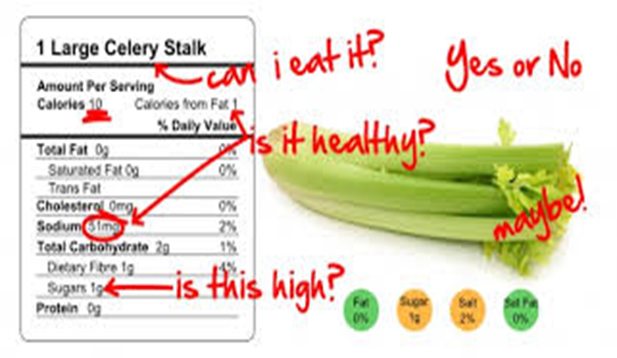 1 Large Celery Stalk
can i eat it?
Yes or No
Amount Per Serving
Calories 10 Calories from Fat 1
% Daily Value
is it healthy?
Total Fat 0g 0%
Saturated Fat 0g 0%
Trans Fat
Cholesterol 0mg 0%
Sodium 51mg 2%
Total Carbohydrate 2g 1%
Dietary Fibre 1g 4%
Sugars 1g
is this high?
Protein 0g
maybe!
Fat
0%
Sugar
1g
Salt
2%
Sat Fat
0%